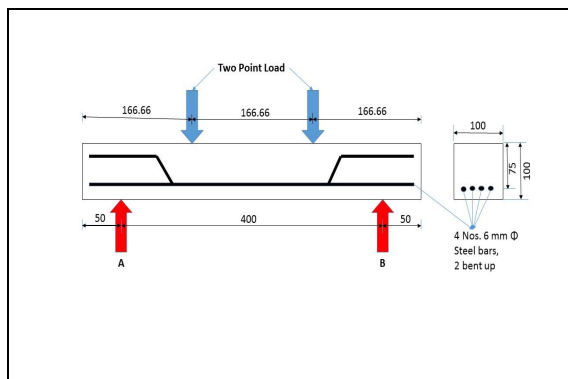 Two Point Load
166.66 166.66 166.66
100
75
100
50 400 50
A B
4 Nos. 6 mm Φ
Steel bars,
2 bent up